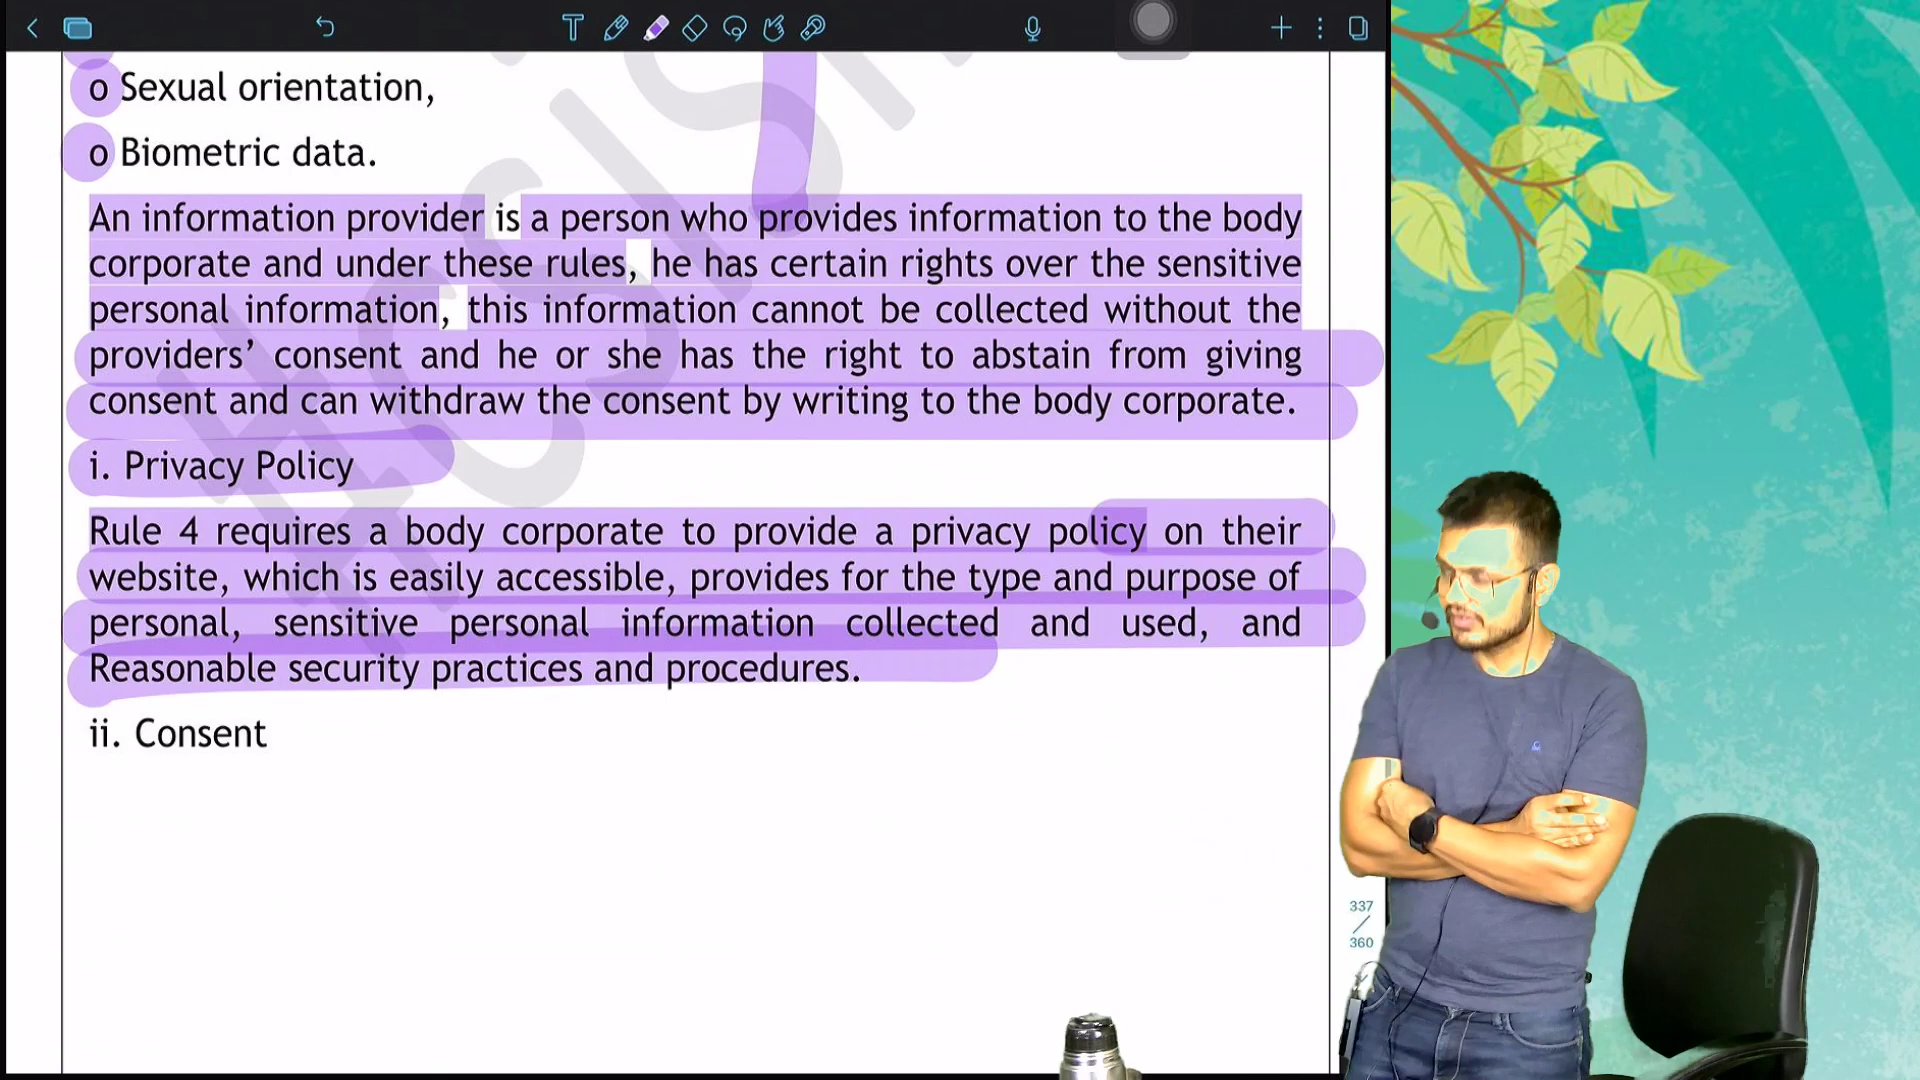 o Sexual orientation,
o Biometric data.
An information provider is a person who provides information to the body
corporate and under these rules, he has certain rights over the sensitive
personal information, this information cannot be collected without the
providers’ consent and he or she has the right to abstain from giving
consent and can withdraw the consent by writing to the body corporate.
i. Privacy Policy
Rule 4 requires a body corporate to provide a privacy policy on their
website, which is easily accessible, provides for the type and purpose of
personal, sensitive personal information collected and used, and
Reasonable security practices and procedures.
ii. Consent
337
/
360